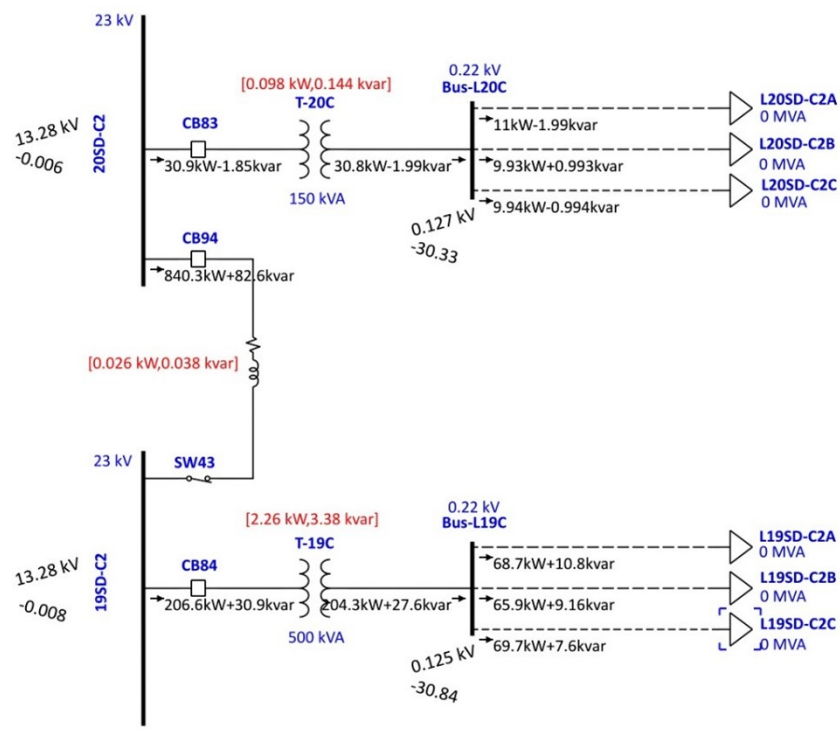 23 kV
20SD-C2
13.28 kV
-0.006
CB83
30.9kW-1.85kvar
[0.098 kW,0.144 kvar]
T-20C
150 kVA
30.8kW-1.99kvar
0.22 kV
Bus-L20C
0.127 kV
-30.33
11kW-1.99kvar
9.93kW+0.993kvar
9.94kW-0.994kvar
L20SD-C2A
0 MVA
L20SD-C2B
0 MVA
L20SD-C2C
0 MVA
CB94
840.3kW+82.6kvar
[0.026 kW,0.038 kvar]
23 kV
SW43
19SD-C2
13.28 kV
-0.008
CB84
206.6kW+30.9kvar
[2.26 kW,3.38 kvar]
T-19C
500 kVA
204.3kW+27.6kvar
0.22 kV
Bus-L19C
0.125 kV
-30.84
68.7kW+10.8kvar
65.9kW+9.16kvar
69.7kW+7.6kvar
L19SD-C2A
0 MVA
L19SD-C2B
0 MVA
L19SD-C2C
0 MVA